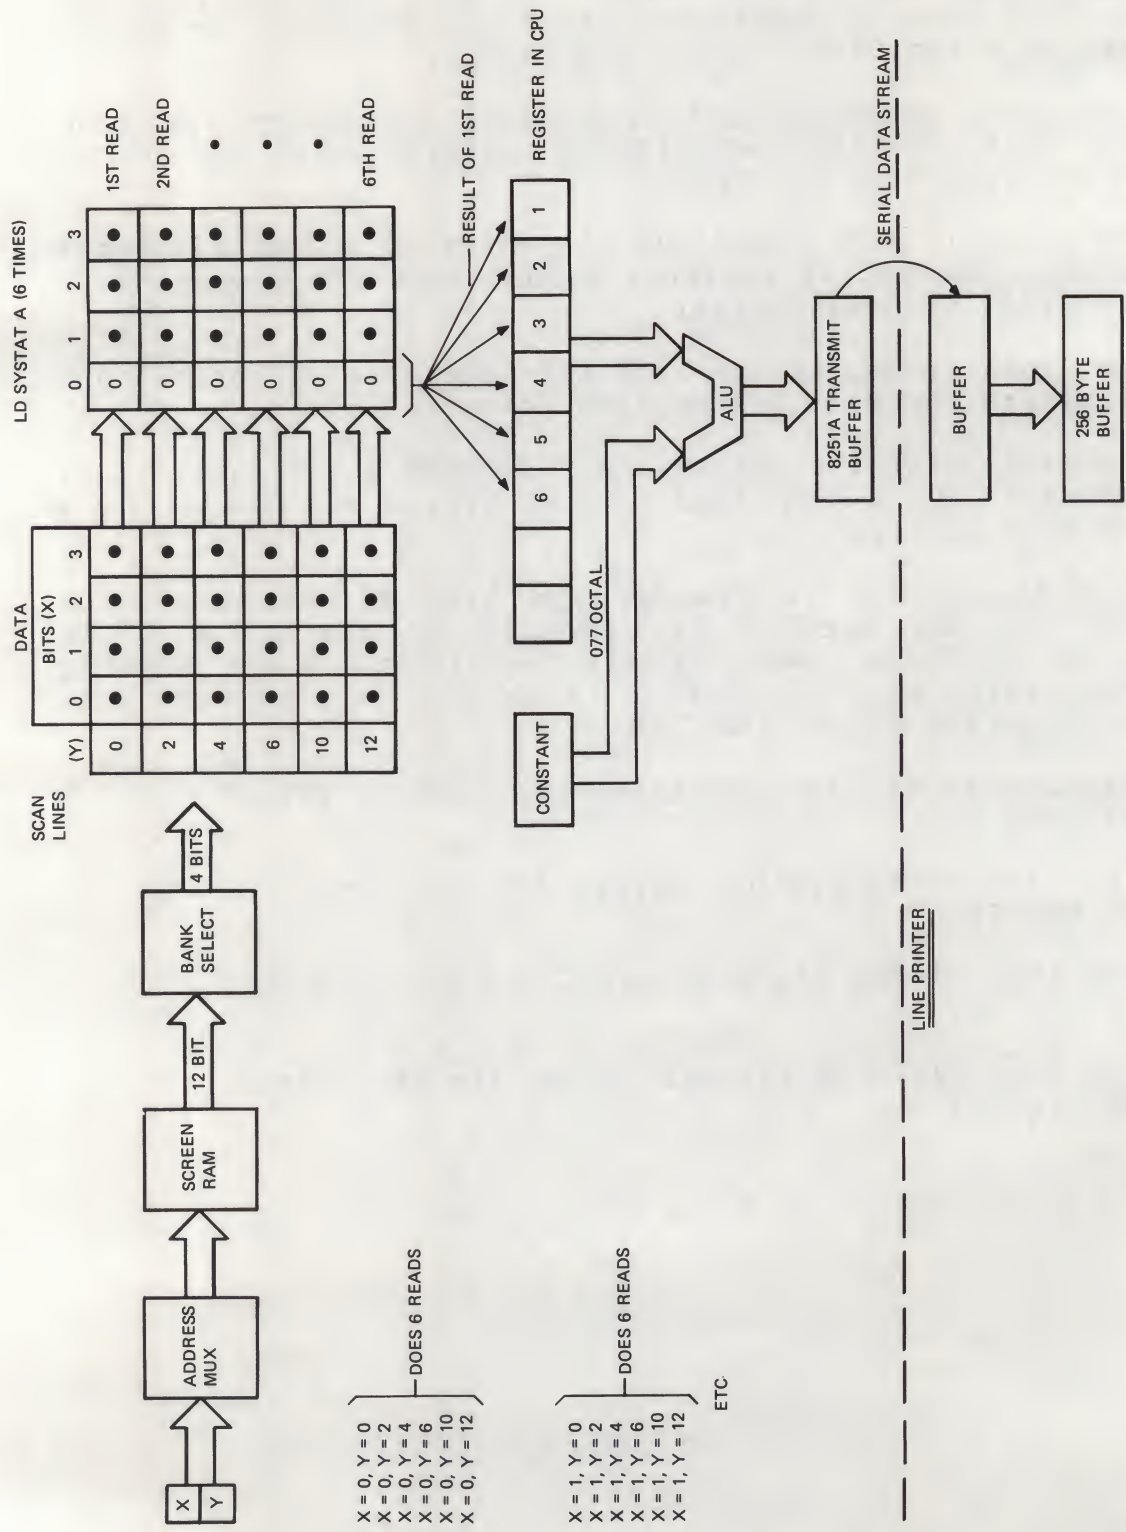 X
Y
ADDRESS
MUX
SCREEN
RAM
12 BIT
BANK
SELECT
4 BITS
SCAN
LINES
DATA
BITS (X)
(Y) 0 1 2 3
0
2
4
6
10
12
LD SYSTAT A (6 TIMES)
0 1 2 3
0 1ST READ
0 2ND READ
0
0
0
0 6TH READ
RESULT OF 1ST READ
6 5 4 3 2 1 REGISTER IN CPU
CONSTANT
077 OCTAL
ALU
8251A TRANSMIT
BUFFER
SERIAL DATA STREAM
LINE PRINTER
BUFFER
256 BYTE
BUFFER
X = 0, Y = 0
X = 0, Y = 2
X = 0, Y = 4
X = 0, Y = 6
X = 0, Y = 10
X = 0, Y = 12
DOES 6 READS
X = 1, Y = 0
X = 1, Y = 2
X = 1, Y = 4
X = 1, Y = 6
X = 1, Y = 10
X = 1, Y = 12
DOES 6 READS
ETC